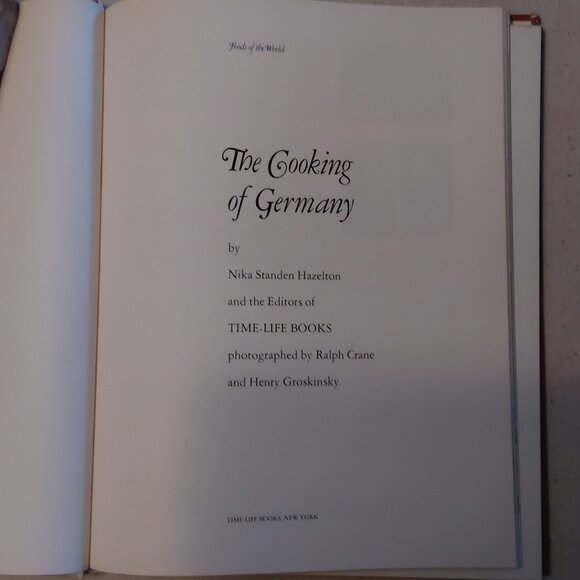 Foods of the World
The Cooking
of Germany
by
Nika Standen Hazelton
and the Editors of
TIME-LIFE BOOKS
photographed by Ralph Crane
and Henry Groskinsky
TIME-LIFE BOOKS, NEW YORK